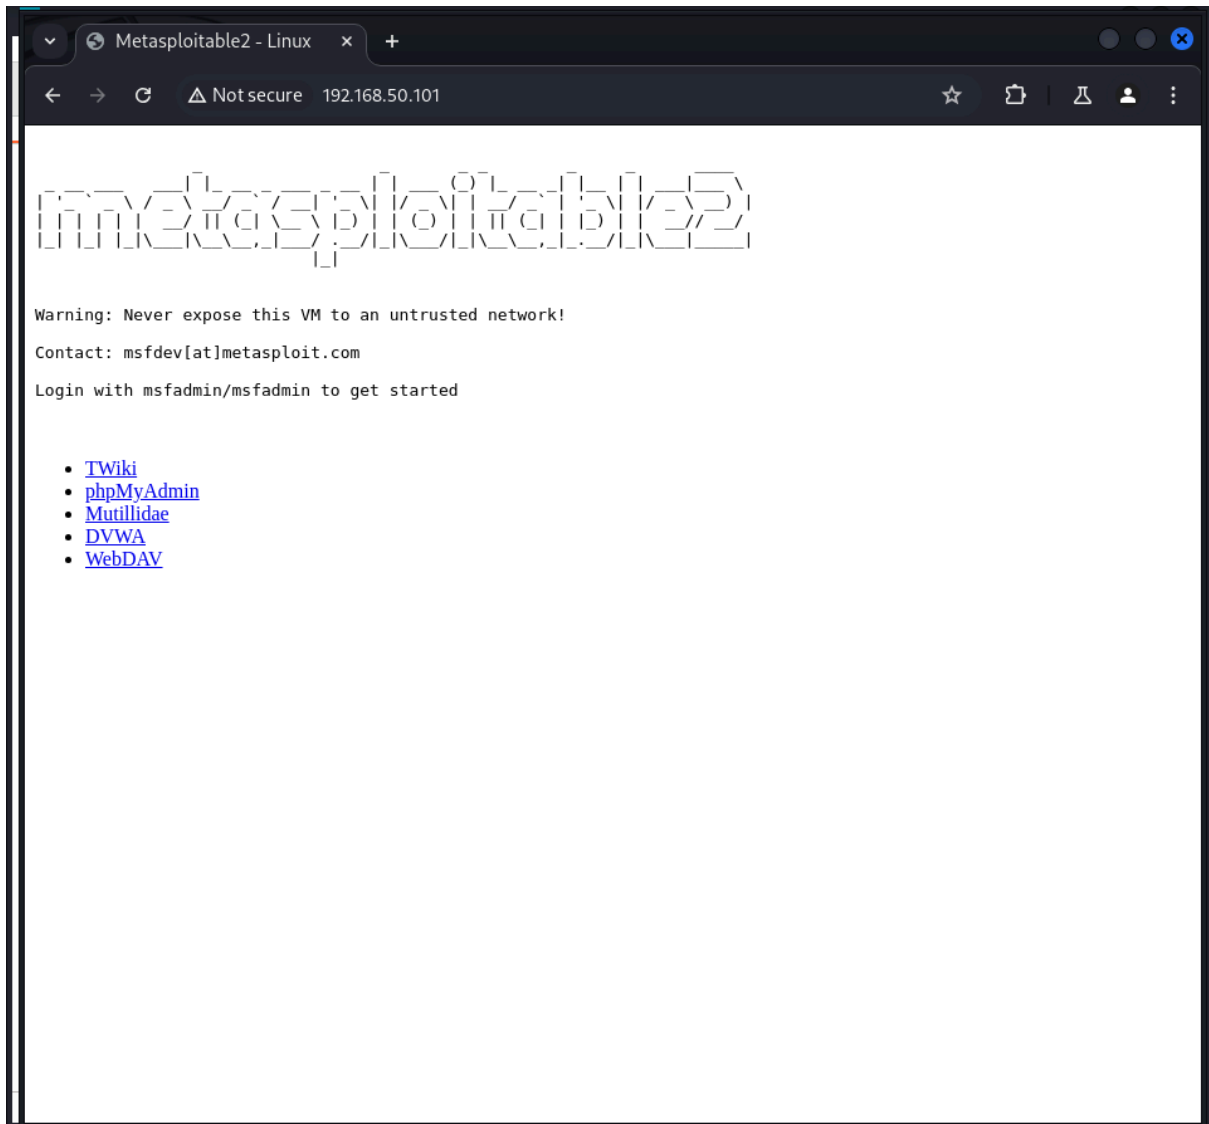 Metasploitable2 - Linux
Not secure 192.168.50.101
metasploitable2
Warning: Never expose this VM to an untrusted network!
Contact: msfdev[at]metasploit.com
Login with msfadmin/msfadmin to get started
TWiki
phpMyAdmin
Mutillidae
DVWA
WebDAV